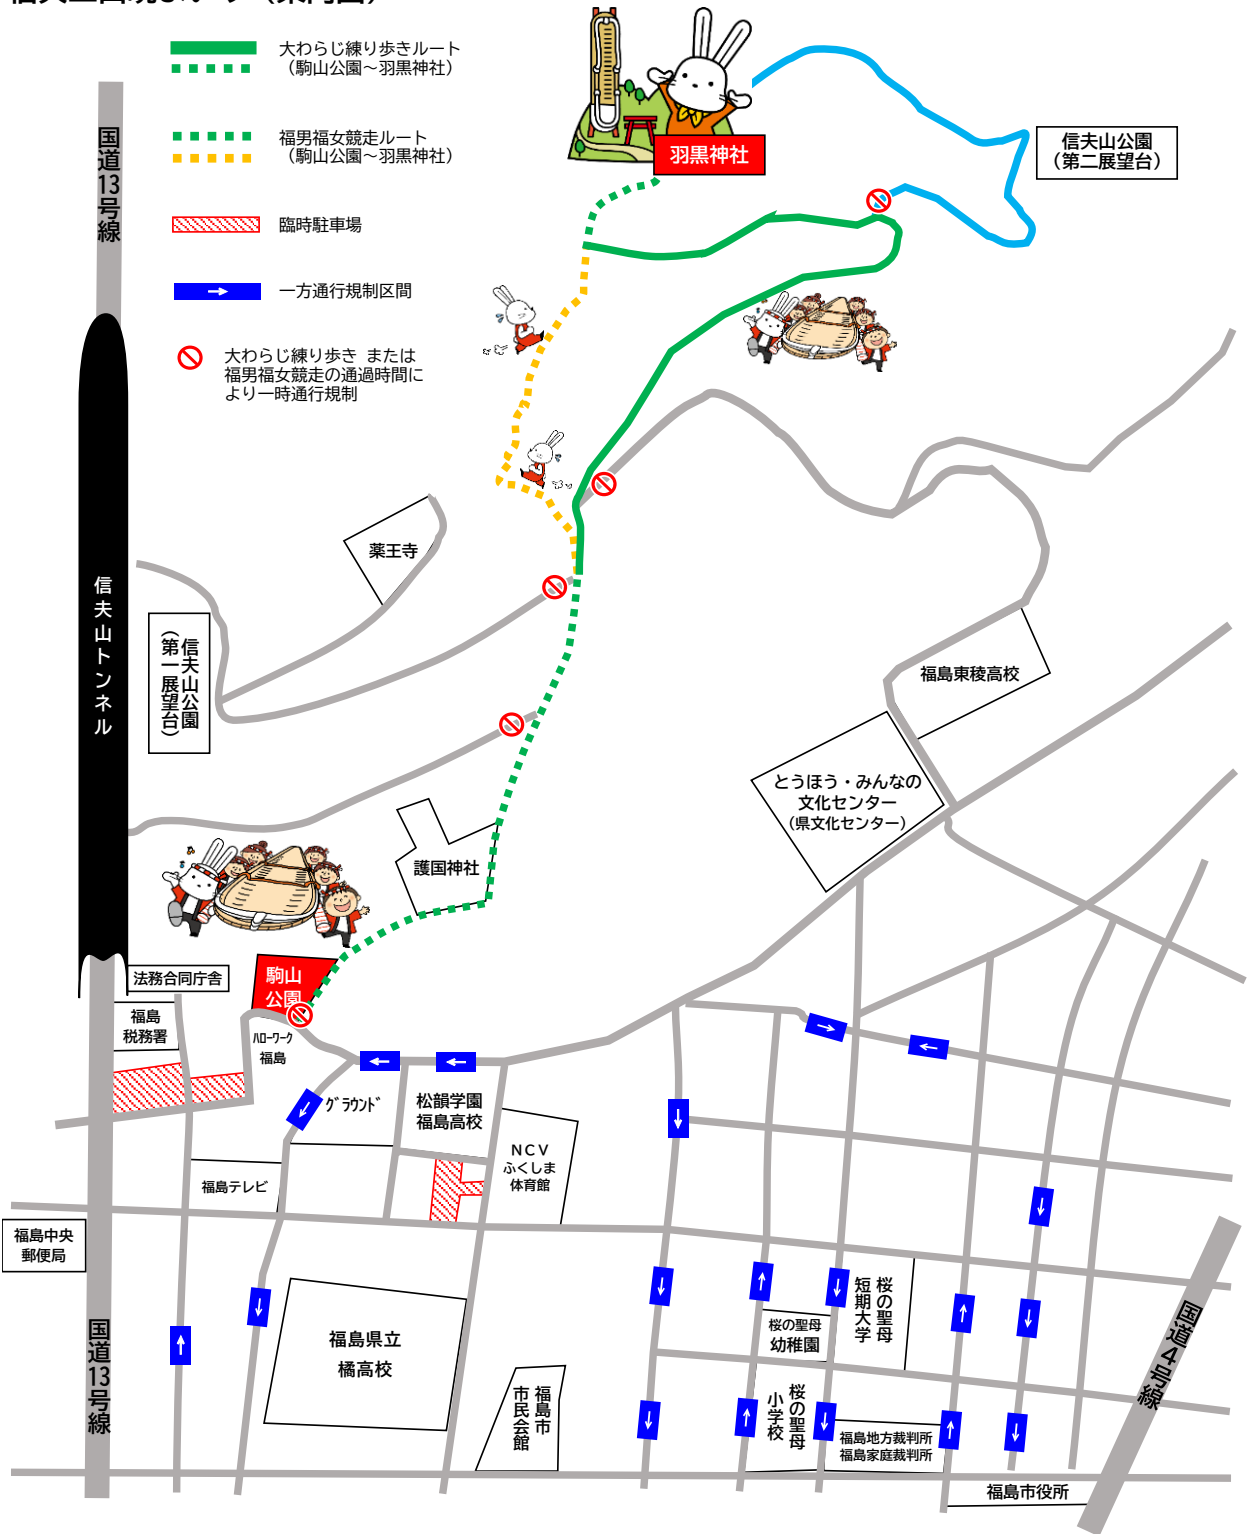 大わらじ練り歩きルート
（駒山公園～羽黒神社）
福男福女競走ルート
（駒山公園～羽黒神社）
臨時駐車場
一方通行規制区間
大わらじ練り歩き または
福男福女競走の通過時間に
より一時通行規制
国道13号線
羽黒神社
信夫山公園
（第二展望台）
薬王寺
信夫山トンネル
信夫山公園
（第一展望台）
福島東稜高校
とうほう・みんなの
文化センター
（県文化センター）
護国神社
駒山
公園
法務合同庁舎
福島
税務署
ﾊﾛｰﾜｰｸ
福島
ｸﾞﾗｳﾝﾄﾞ
松韻学園
福島高校
ＮＣＶ
ふくしま
体育館
福島テレビ
福島中央
郵便局
国道13号線
福島県立
橘高校
福島市
市民会館
桜の聖母
短期大学
桜の聖母
幼稚園
桜の聖母
小学校
福島地方裁判所
福島家庭裁判所
福島市役所
国道4号線